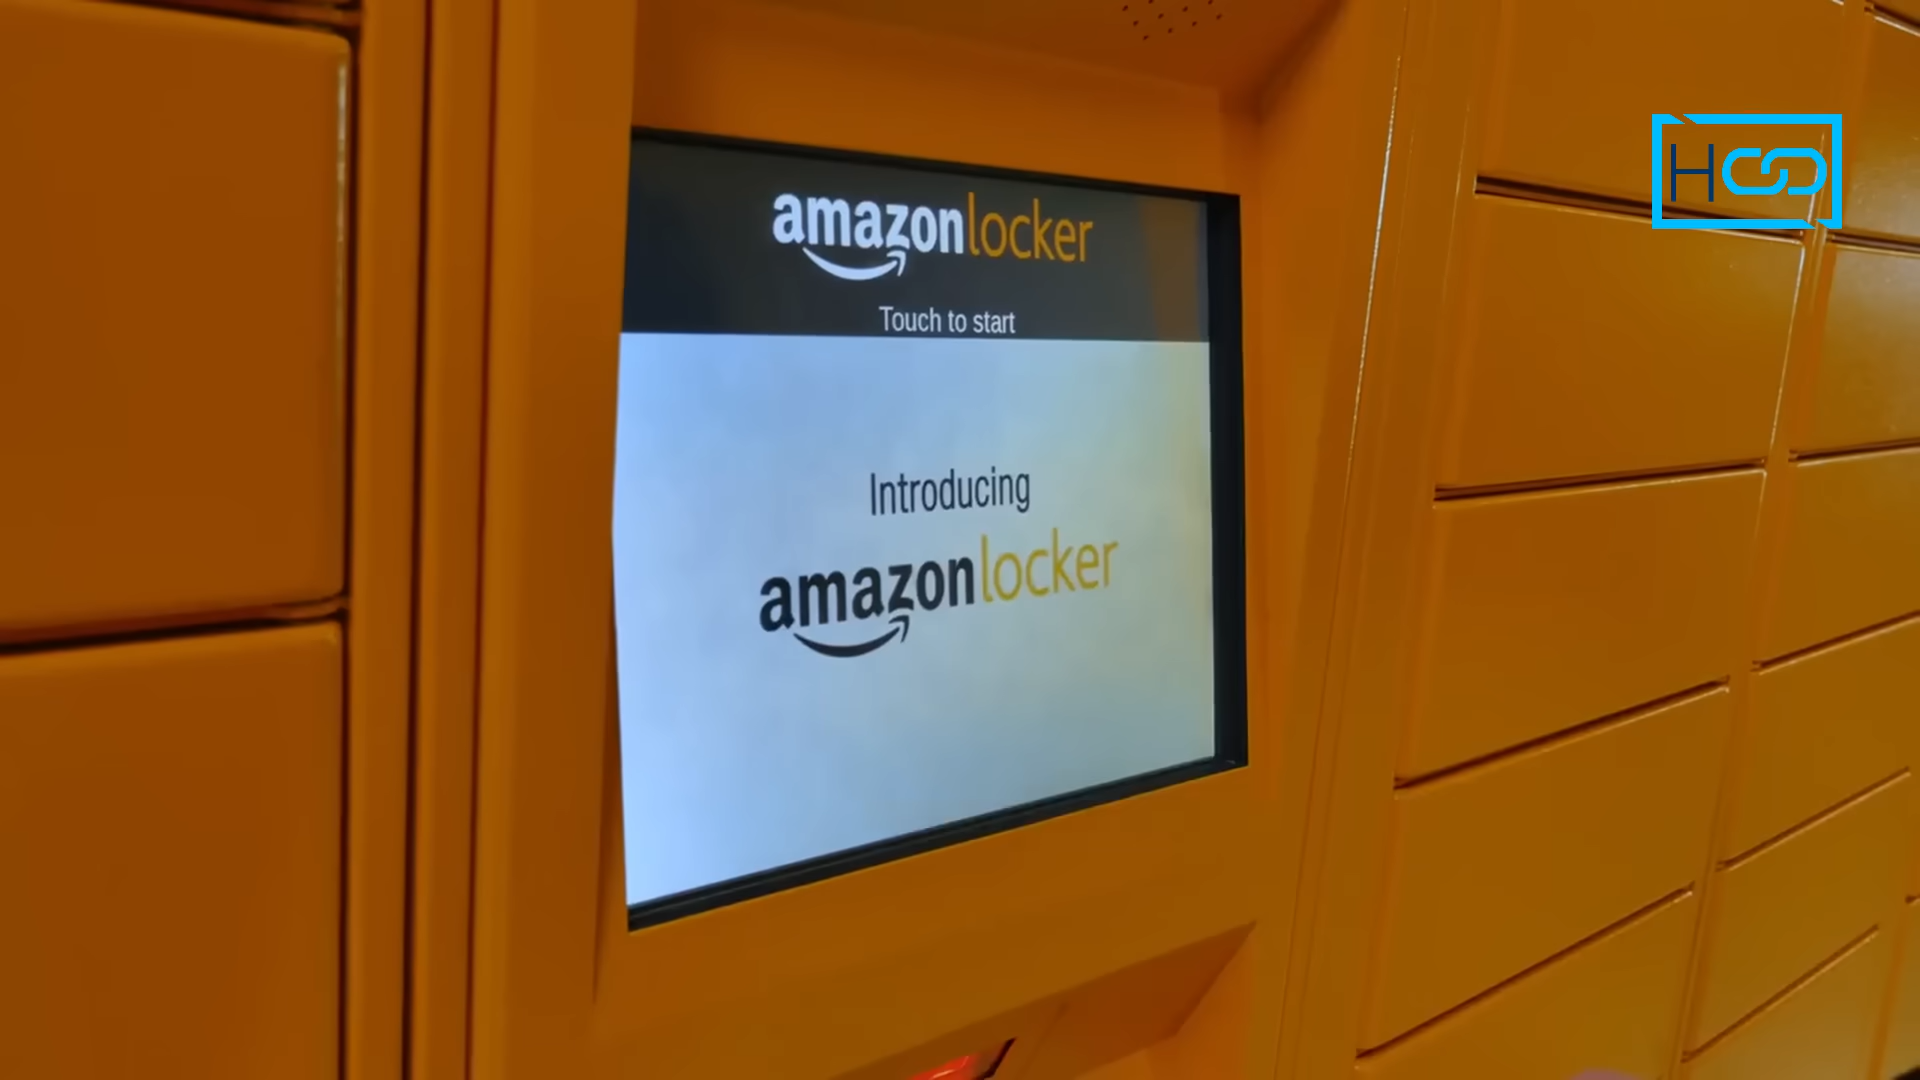 amazonlocker
Touch to start
Introducing
amazonlocker